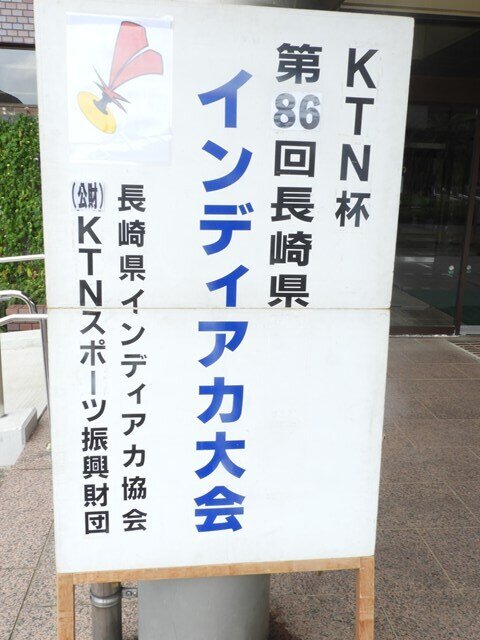 KTN杯
第86回長崎県
インディアカ大会
長崎県インディアカ協会
(公財)KTNスポーツ振興財団